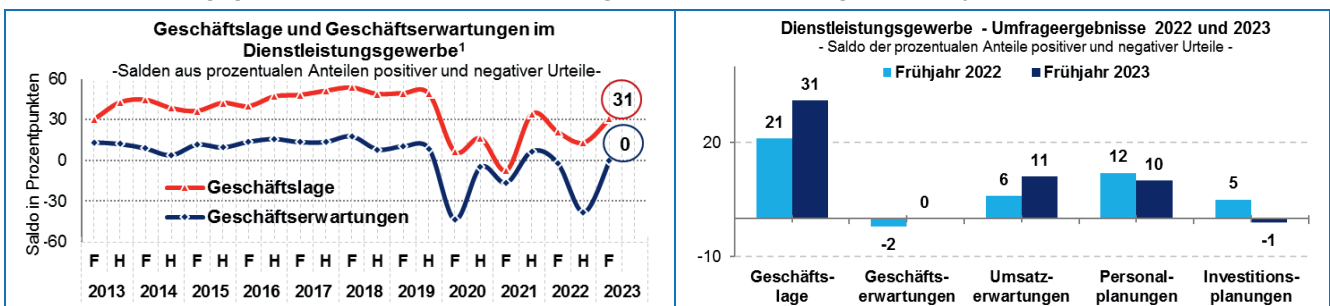 Geschäftslage und Geschäftserwartungen im
Dienstleistungsgewerbe¹
-Salden aus prozentualen Anteilen positiver und negativer Urteile-
Saldo in Prozentpunkten
60
30
0
-30
-60
31
0
Geschäftslage
Geschäftserwartungen
F H F H F H F H F H F H F H F H F H F H F
2013 2014 2015 2016 2017 2018 2019 2020 2021 2022 2023
Dienstleistungsgewerbe - Umfrageergebnisse 2022 und 2023
- Saldo der prozentualen Anteile positiver und negativer Urteile -
Frühjahr 2022 Frühjahr 2023
20
-10
21 31
-2 0
6 11
12 10
5 -1
Geschäfts- Geschäfts- Umsatz- Personal- Investitions-
lage erwartungen erwartungen planungen planungen